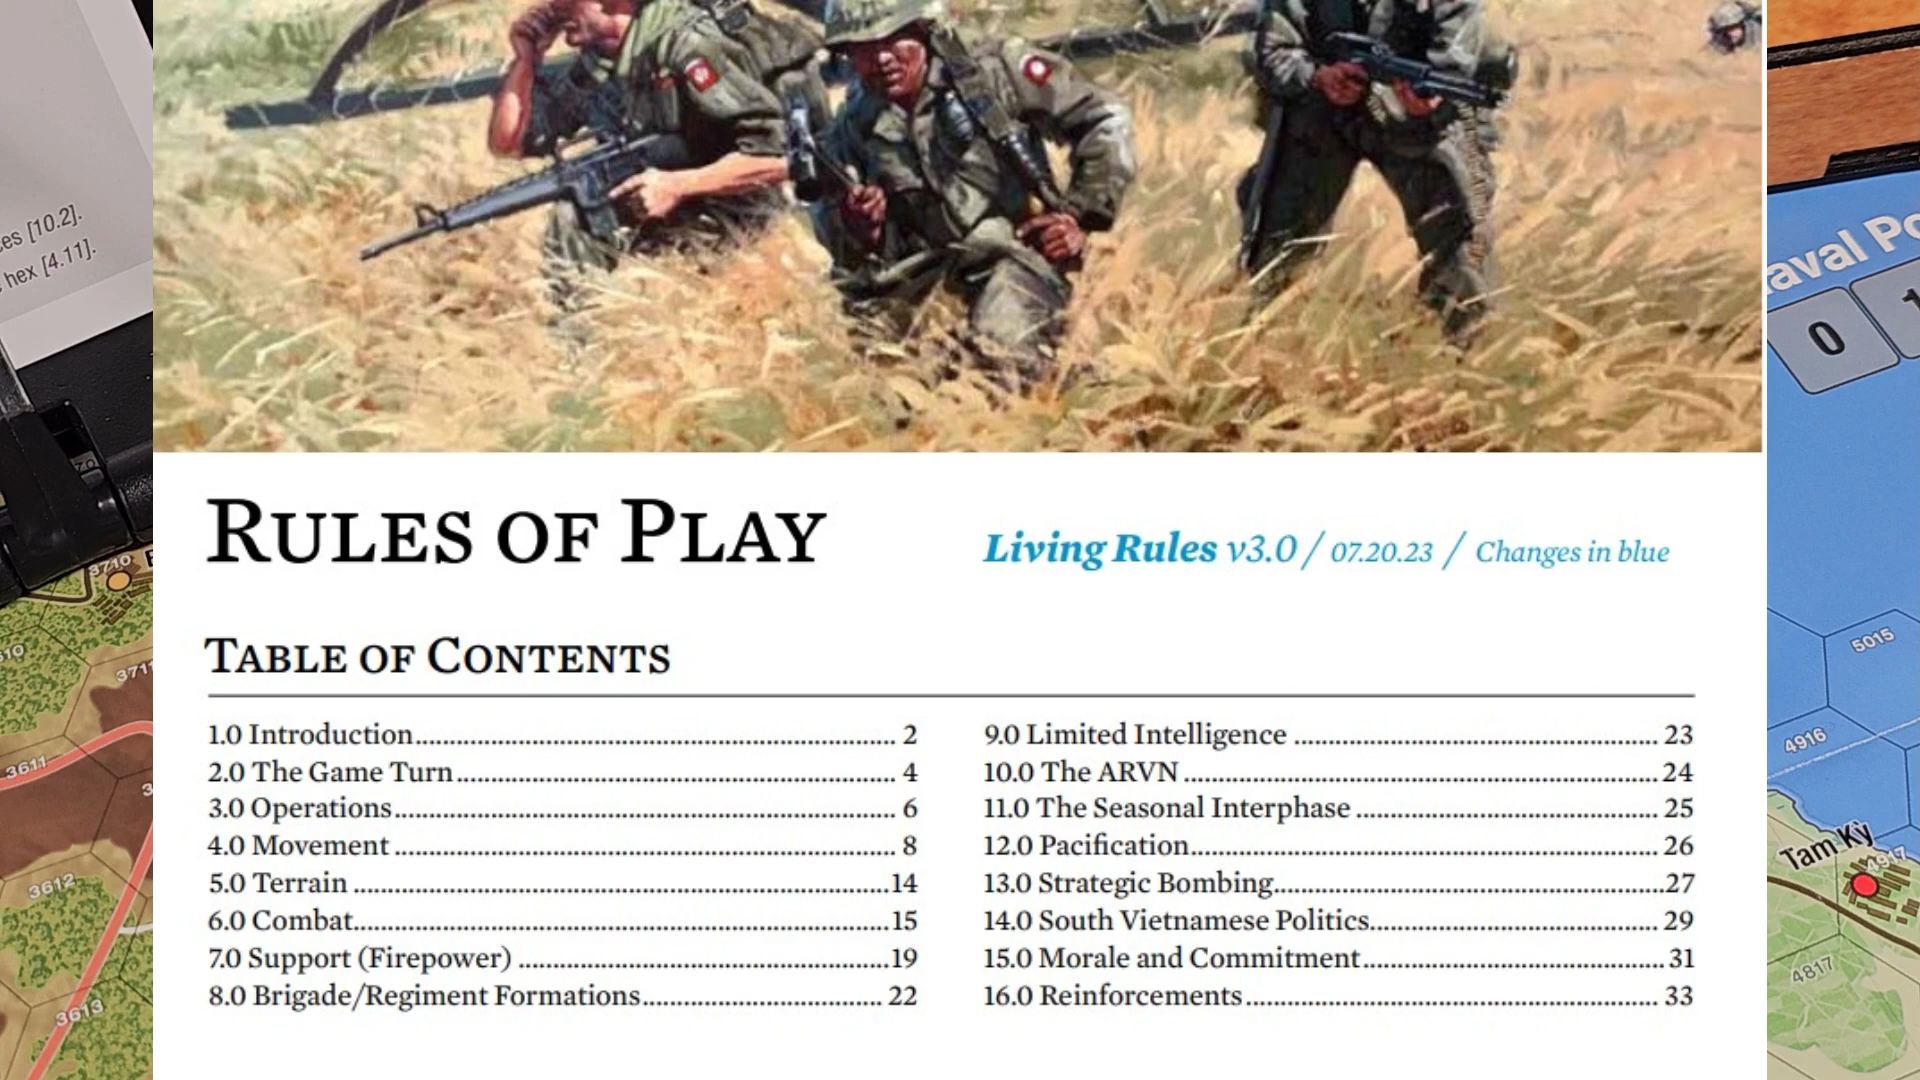 es [10.2].
hex [4.11].
3710
10
3711
3611
3612
3613
RULES OF PLAY
Living Rules v3.0 / 07.20.23 / Changes in blue
TABLE OF CONTENTS
1.0 Introduction 2
2.0 The Game Turn 4
3.0 Operations 6
4.0 Movement 8
5.0 Terrain 14
6.0 Combat 15
7.0 Support (Firepower) 19
8.0 Brigade/Regiment Formations 22
9.0 Limited Intelligence 23
10.0 The ARVN 24
11.0 The Seasonal Interphase 25
12.0 Pacification 26
13.0 Strategic Bombing 27
14.0 South Vietnamese Politics 29
15.0 Morale and Commitment 31
16.0 Reinforcements 33
aval Po
0 1
5015
4916
Tam Kỳ
4917
4817